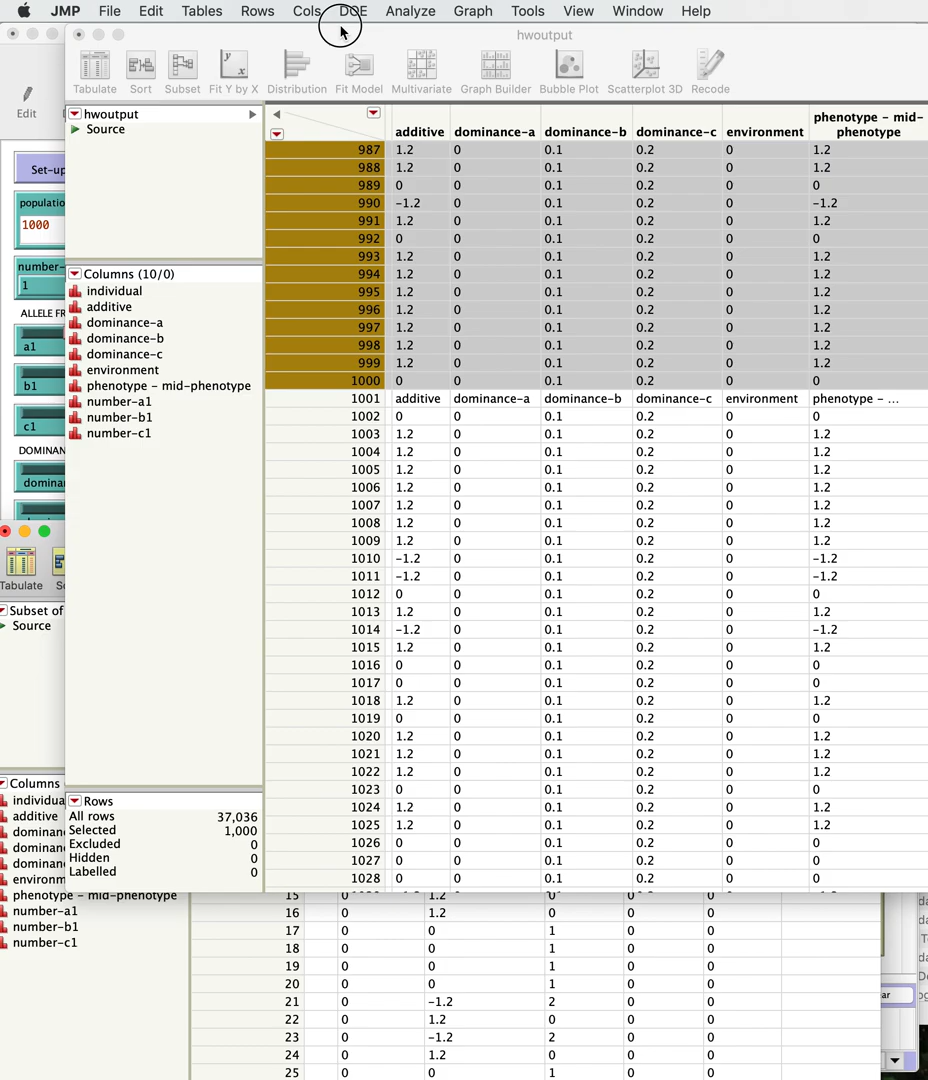 JMP File Edit Tables Rows Cols DOE Analyze Graph Tools View Window Help
hwoutput
Tabulate Sort Subset Fit Y by X Distribution Fit Model Multivariate Graph Builder Bubble Plot Scatterplot 3D Recode
Edit
Set-up
populatio
1000
number-
1
ALLELE FR
a1
b1
c1
DOMINAN
domina
hwoutput
Source
Columns (10/0)
individual
additive
dominance-a
dominance-b
dominance-c
environment
phenotype - mid-phenotype
number-a1
number-b1
number-c1
Rows
All rows 37,036
Selected 1,000
Excluded 0
Hidden 0
Labelled 0
additive dominance-a dominance-b dominance-c environment phenotype - mid-
phenotype
987 1.2 0 0.1 0.2 0 1.2
988 1.2 0 0.1 0.2 0 1.2
989 0 0 0.1 0.2 0 0
990 -1.2 0 0.1 0.2 0 -1.2
991 1.2 0 0.1 0.2 0 1.2
992 0 0 0.1 0.2 0 0
993 1.2 0 0.1 0.2 0 1.2
994 1.2 0 0.1 0.2 0 1.2
995 1.2 0 0.1 0.2 0 1.2
996 1.2 0 0.1 0.2 0 1.2
997 1.2 0 0.1 0.2 0 1.2
998 1.2 0 0.1 0.2 0 1.2
999 1.2 0 0.1 0.2 0 1.2
1000 0 0 0.1 0.2 0 0
1001 additive dominance-a dominance-b dominance-c environment phenotype - ...
1002 0 0 0.1 0.2 0 0
1003 1.2 0 0.1 0.2 0 1.2
1004 1.2 0 0.1 0.2 0 1.2
1005 1.2 0 0.1 0.2 0 1.2
1006 1.2 0 0.1 0.2 0 1.2
1007 1.2 0 0.1 0.2 0 1.2
1008 1.2 0 0.1 0.2 0 1.2
1009 1.2 0 0.1 0.2 0 1.2
1010 -1.2 0 0.1 0.2 0 -1.2
1011 -1.2 0 0.1 0.2 0 -1.2
1012 0 0 0.1 0.2 0 0
1013 1.2 0 0.1 0.2 0 1.2
1014 -1.2 0 0.1 0.2 0 -1.2
1015 1.2 0 0.1 0.2 0 1.2
1016 0 0 0.1 0.2 0 0
1017 0 0 0.1 0.2 0 0
1018 1.2 0 0.1 0.2 0 1.2
1019 0 0 0.1 0.2 0 0
1020 1.2 0 0.1 0.2 0 1.2
1021 1.2 0 0.1 0.2 0 1.2
1022 1.2 0 0.1 0.2 0 1.2
1023 0 0 0.1 0.2 0 0
1024 1.2 0 0.1 0.2 0 1.2
1025 1.2 0 0.1 0.2 0 1.2
1026 0 0 0.1 0.2 0 0
1027 0 0 0.1 0.2 0 0
1028 0 0 0.1 0.2 0 0
Tabulate
Subset of
Source
Columns
individua
additive
dominan
dominan
dominan
environm
phenotype - mid-phenotype
number-a1
number-b1
number-c1
15 0 1.2 0 0 0
16 0 1.2 0 0 0
17 0 0 1 0 0
18 0 0 1 0 0
19 0 0 1 0 0
20 0 0 1 0 0
21 0 -1.2 2 0 0
22 0 1.2 0 0 0
23 0 -1.2 2 0 0
24 0 1.2 0 0 0
25 0 0 1 0 0
ar